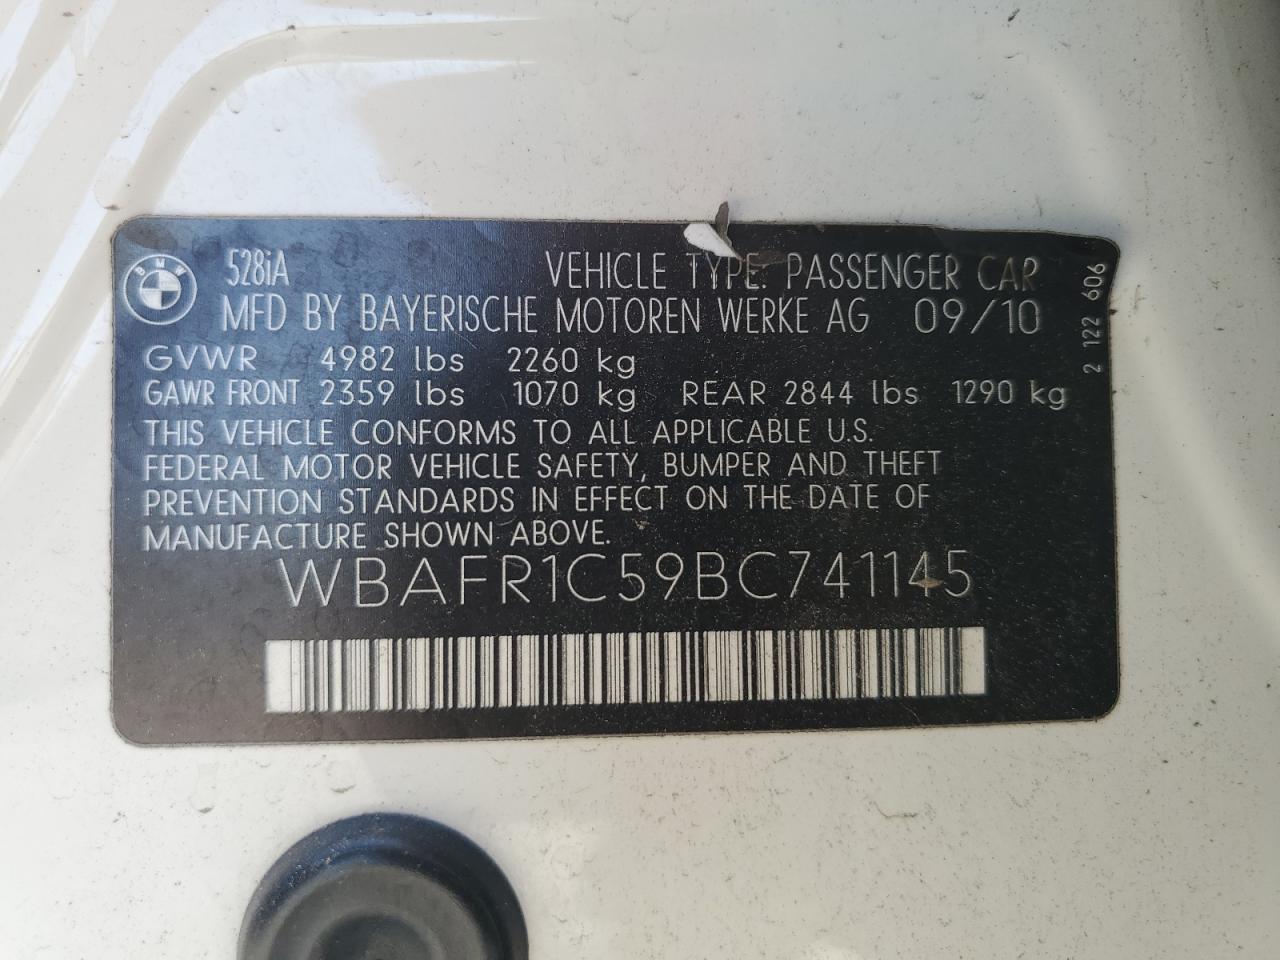 BMW
528iA VEHICLE TYPE: PASSENGER CAR
MFD BY BAYERISCHE MOTOREN WERKE AG 09/10
GVWR 4982 lbs 2260 kg
GAWR FRONT 2359 lbs 1070 kg REAR 2844 lbs 1290 kg
THIS VEHICLE CONFORMS TO ALL APPLICABLE U.S.
FEDERAL MOTOR VEHICLE SAFETY, BUMPER AND THEFT
PREVENTION STANDARDS IN EFFECT ON THE DATE OF
MANUFACTURE SHOWN ABOVE.
WBAFR1C59BC741145
2 122 606